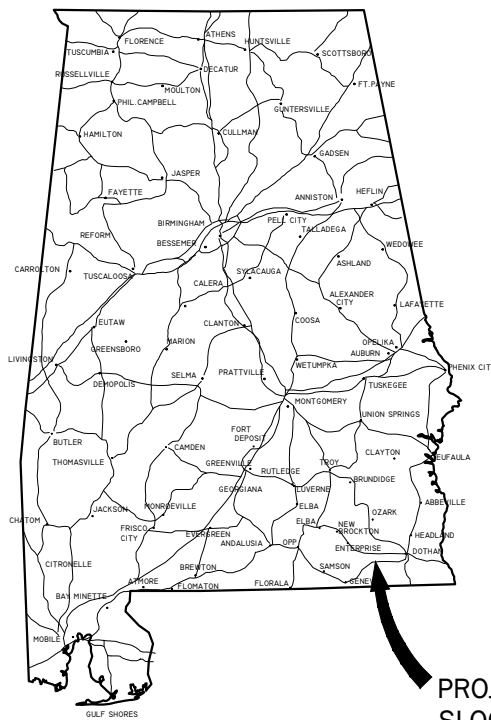 FLORENCE
ATHENS
HUNTSVILLE
TUSCUMBIA
SCOTTSBORO
DECATUR
RUSSELLVILLE
MOULTON
FT.PAYNE
PHIL.CAMPBELL
GUNTERSVILLE
HAMILTON
CULLMAN
GADSEN
JASPER
ANNISTON
HEFLIN
FAYETTE
BIRMINGHAM
PELL CITY
TALLADEGA
REFORM
BESSEMER
WEDOWEE
CARROLTON
TUSCALOOSA
SYLACAUGA
ASHLAND
CALERA
ALEXANDER
CITY
LAFAYETTE
EUTAW
CLANTON
COOSA
GREENSBORO
MARION
OPELIKA
AUBURN
LIVINGSTON
WETUMPKA
PHENIX CIT
DEMOPOLIS
SELMA
PRATTVILLE
TUSKEGEE
MONTGOMERY
UNION SPRINGS
FORT
DEPOSIT
BUTLER
CAMDEN
THOMASVILLE
CLAYTON
EUFAULA
GREENVILLE
RUTLEDGE
TROY
BRUNDIDGE
GEORGIANA
LUVERNE
ABBEVILLE
JACKSON
MONROEVILLE
ELBA
OZARK
CHATOM
FRISCO
CITY
EVERGREEN
ELBA
NEW
BROCKTON
HEADLAND
ANDALUSIA
OPP
ENTERPRISE
DOTHAN
CITRONELLE
BREWTON
SAMSON
ATMORE
FLOMATON
FLORALA
GENEV
BAY MINETTE
MOBILE
GULF SHORES
PROJ